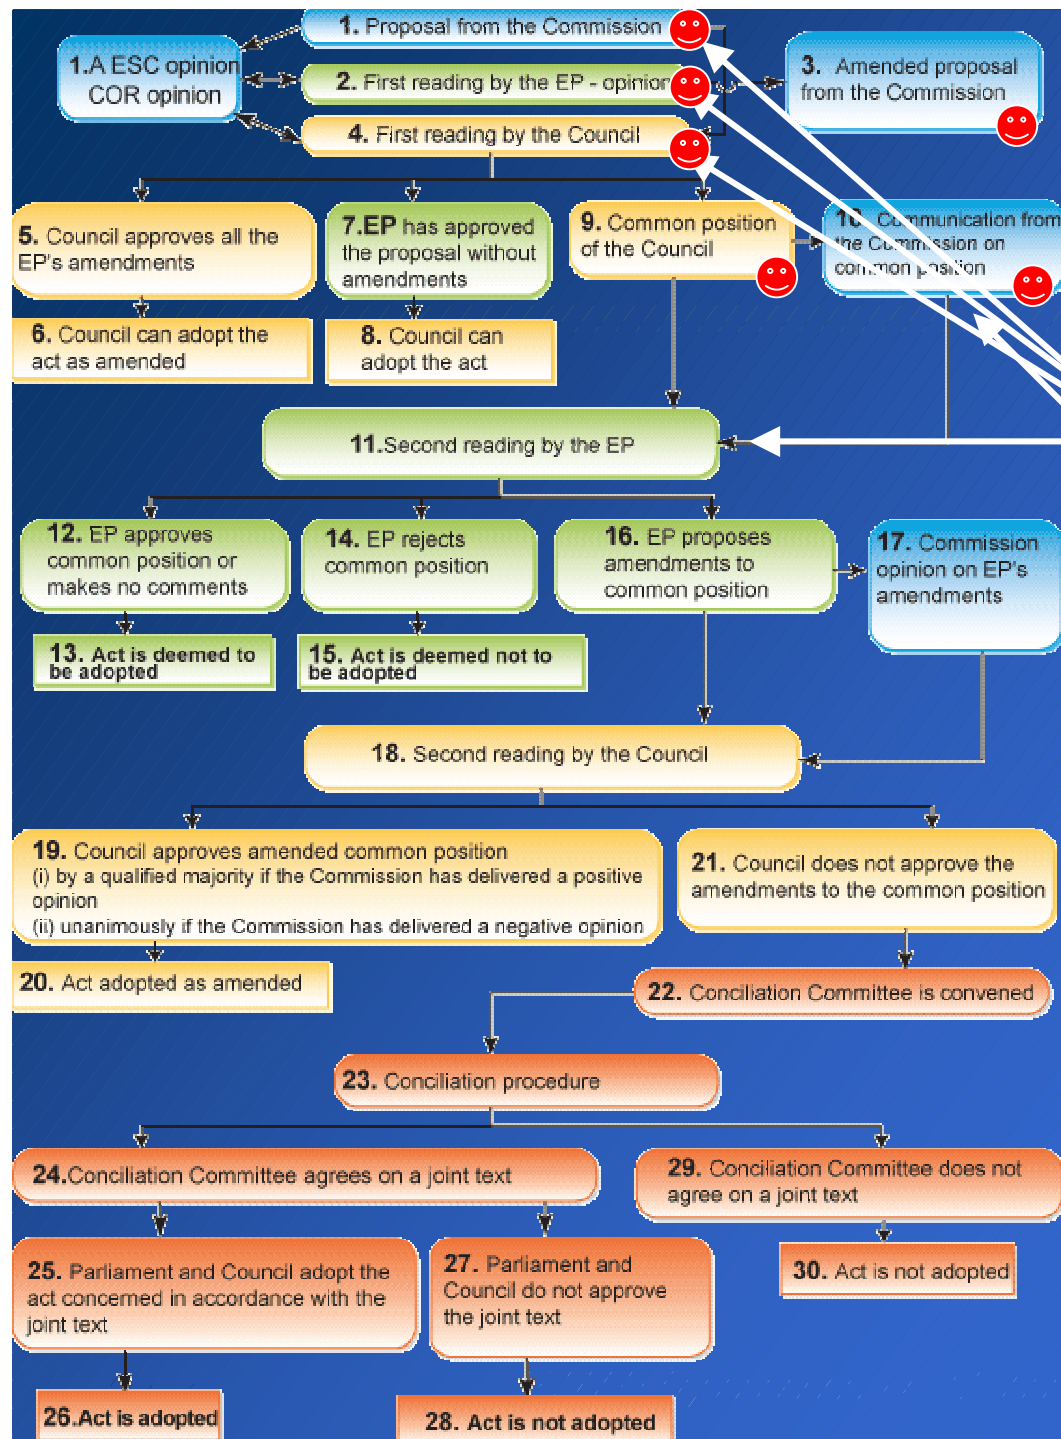 1. Proposal from the Commission
1.A ESC opinion
COR opinion
2. First reading by the EP - opinion
3. Amended proposal
from the Commission
4. First reading by the Council
5. Council approves all the
EP's amendments
7.EP has approved
the proposal without
amendments
9. Common position
of the Council
10. Communication from
the Commission on
common position
6. Council can adopt the
act as amended
8. Council can
adopt the act
11.Second reading by the EP
12. EP approves
common position or
makes no comments
14. EP rejects
common position
16. EP proposes
amendments to
common position
17. Commission
opinion on EP's
amendments
13. Act is deemed to
be adopted
15. Act is deemed not to
be adopted
18. Second reading by the Council
19. Council approves amended common position
(i) by a qualified majority if the Commission has delivered a positive
opinion
(ii) unanimously if the Commission has delivered a negative opinion
21. Council does not approve the
amendments to the common position
20. Act adopted as amended
22. Conciliation Committee is convened
23. Conciliation procedure
24.Conciliation Committee agrees on a joint text
29. Conciliation Committee does not
agree on a joint text
25. Parliament and Council adopt the
act concerned in accordance with the
joint text
27. Parliament and
Council do not approve
the joint text
30. Act is not adopted
26.Act is adopted
28. Act is not adopted